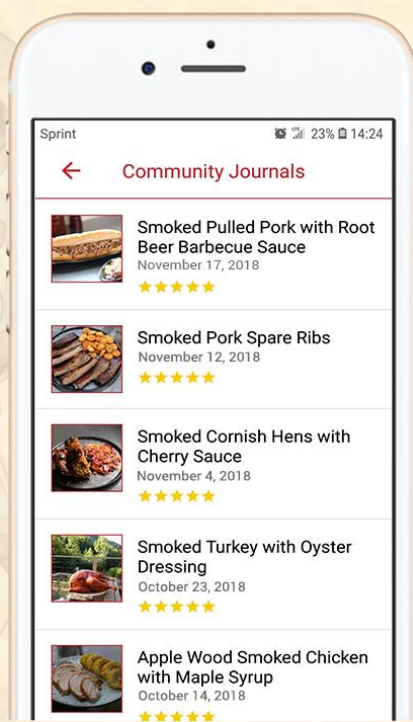 Sprint 23% 14:24
Community Journals
Smoked Pulled Pork with Root
Beer Barbecue Sauce
November 17, 2018
Smoked Pork Spare Ribs
November 12, 2018
Smoked Cornish Hens with
Cherry Sauce
November 4, 2018
Smoked Turkey with Oyster
Dressing
October 23, 2018
Apple Wood Smoked Chicken
with Maple Syrup
October 14, 2018